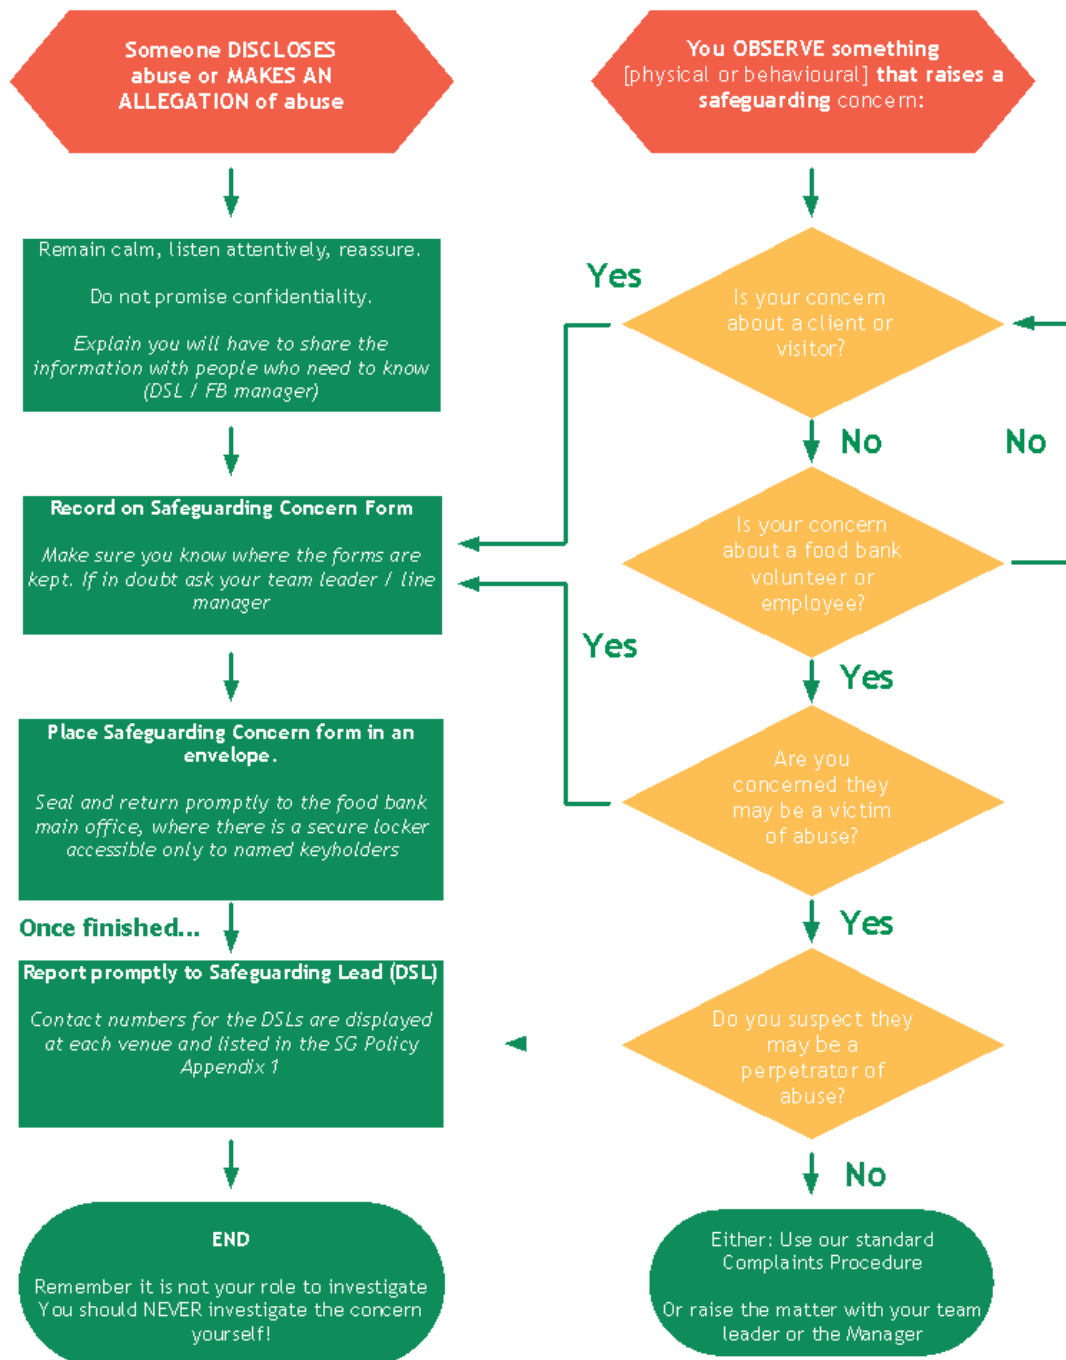 Someone DISCLOSES
abuse or MAKES AN
ALLEGATION of abuse
Remain calm, listen attentively, reassure.
Do not promise confidentiality.
Explain you will have to share the
information with people who need to know
(DSL / FB manager)
Record on Safeguarding Concern Form
Make sure you know where the forms are
kept. If in doubt ask your team leader / line
manager
Place Safeguarding Concern form in an
envelope.
Seal and return promptly to the food bank
main office, where there is a secure locker
accessible only to named keyholders
Once finished...
Report promptly to Safeguarding Lead (DSL)
Contact numbers for the DSLs are displayed
at each venue and listed in the SG Policy
Appendix 1
END
Remember it is not your role to investigate
You should NEVER investigate the concern
yourself!
You OBSERVE something
[physical or behavioural] that raises a
safeguarding concern:
Yes
Is your concern
about a client or
visitor?
No
No
Is your concern
about a food bank
volunteer or
employee?
Yes
Yes
Are you
concerned they
may be a victim
of abuse?
Yes
Do you suspect they
may be a
perpetrator of
abuse?
No
Either: Use our standard
Complaints Procedure
Or raise the matter with your team
leader or the Manager